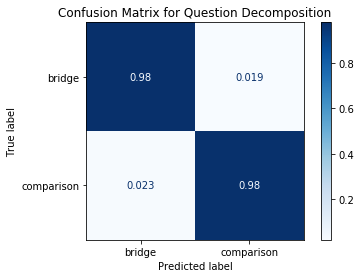 Confusion Matrix for Question Decomposition
True label
bridge
comparison
0.98
0.019
0.023
0.98
bridge
comparison
Predicted label
0.8
0.6
0.4
0.2